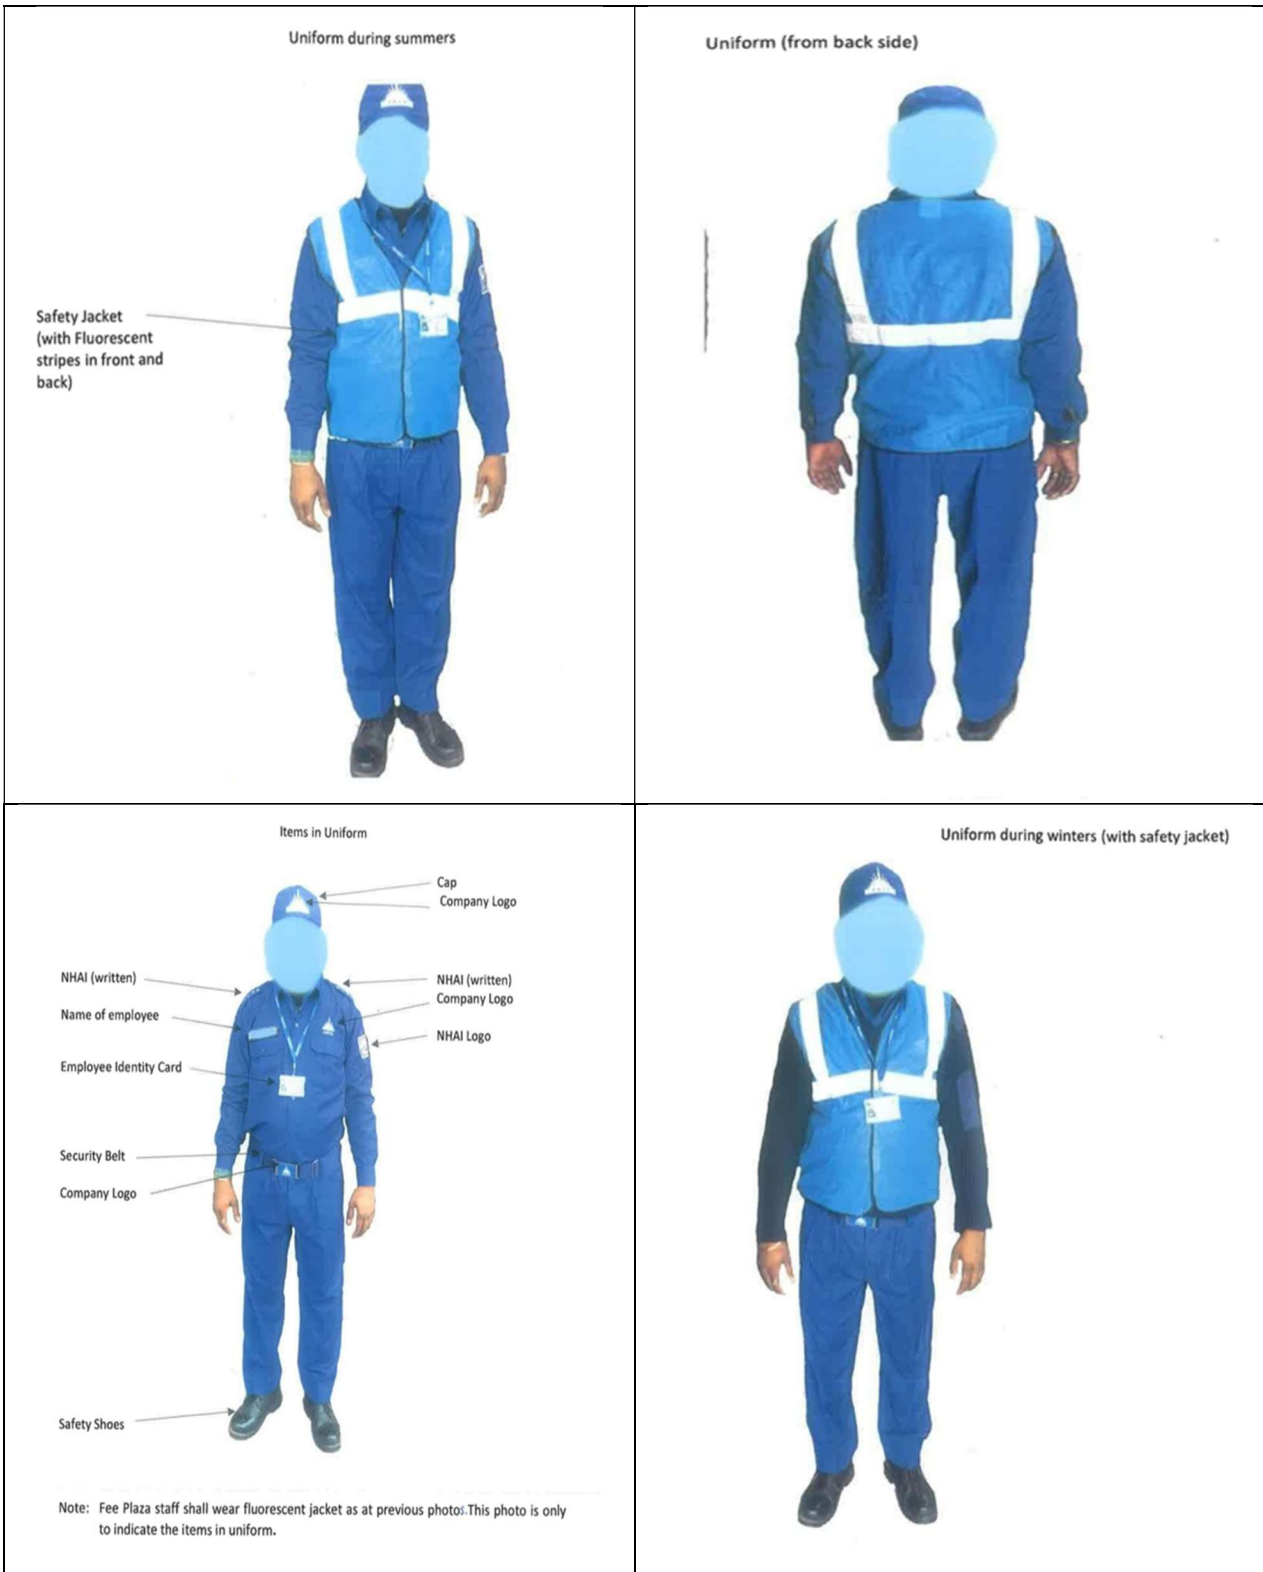 Uniform during summers
Safety Jacket
(with Fluorescent
stripes in front and
back)
Uniform (from back side)
Items in Uniform
Cap
Company Logo
NHAI (written)
Name of employee
Employee Identity Card
Security Belt
Company Logo
Safety Shoes
NHAI (written)
Company Logo
NHAI Logo
Note: Fee Plaza staff shall wear fluorescent jacket as at previous photos.This photo is only
to indicate the items in uniform.
Uniform during winters (with safety jacket)